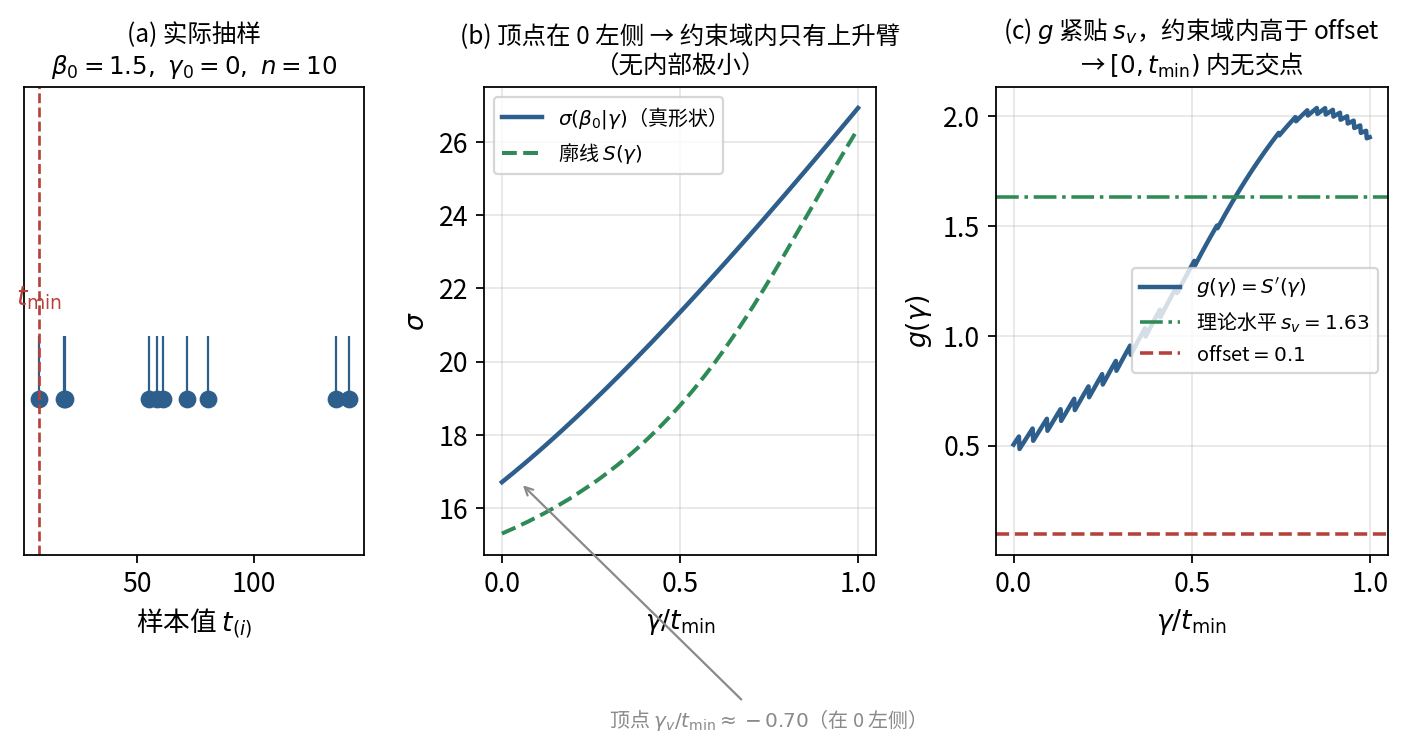 (a) 实际抽样
β₀ = 1.5, γ₀ = 0, n = 10
t_min
50
100
样本值 t₍ᵢ₎
(b) 顶点在 0 左侧 → 约束域内只有上升臂
（无内部极小）
σ(β₀|γ)（真形状）
廓线 S(γ)
σ
26
24
22
20
18
16
0.0
0.5
1.0
γ/t_min
顶点 γ_v/t_min ≈ −0.70（在 0 左侧）
(c) g 紧贴 s_v，约束域内高于 offset
→ [0, t_min) 内无交点
g(γ)
2.0
1.5
1.0
0.5
g(γ) = S′(γ)
理论水平 s_v = 1.63
offset = 0.1
0.0
0.5
1.0
γ/t_min